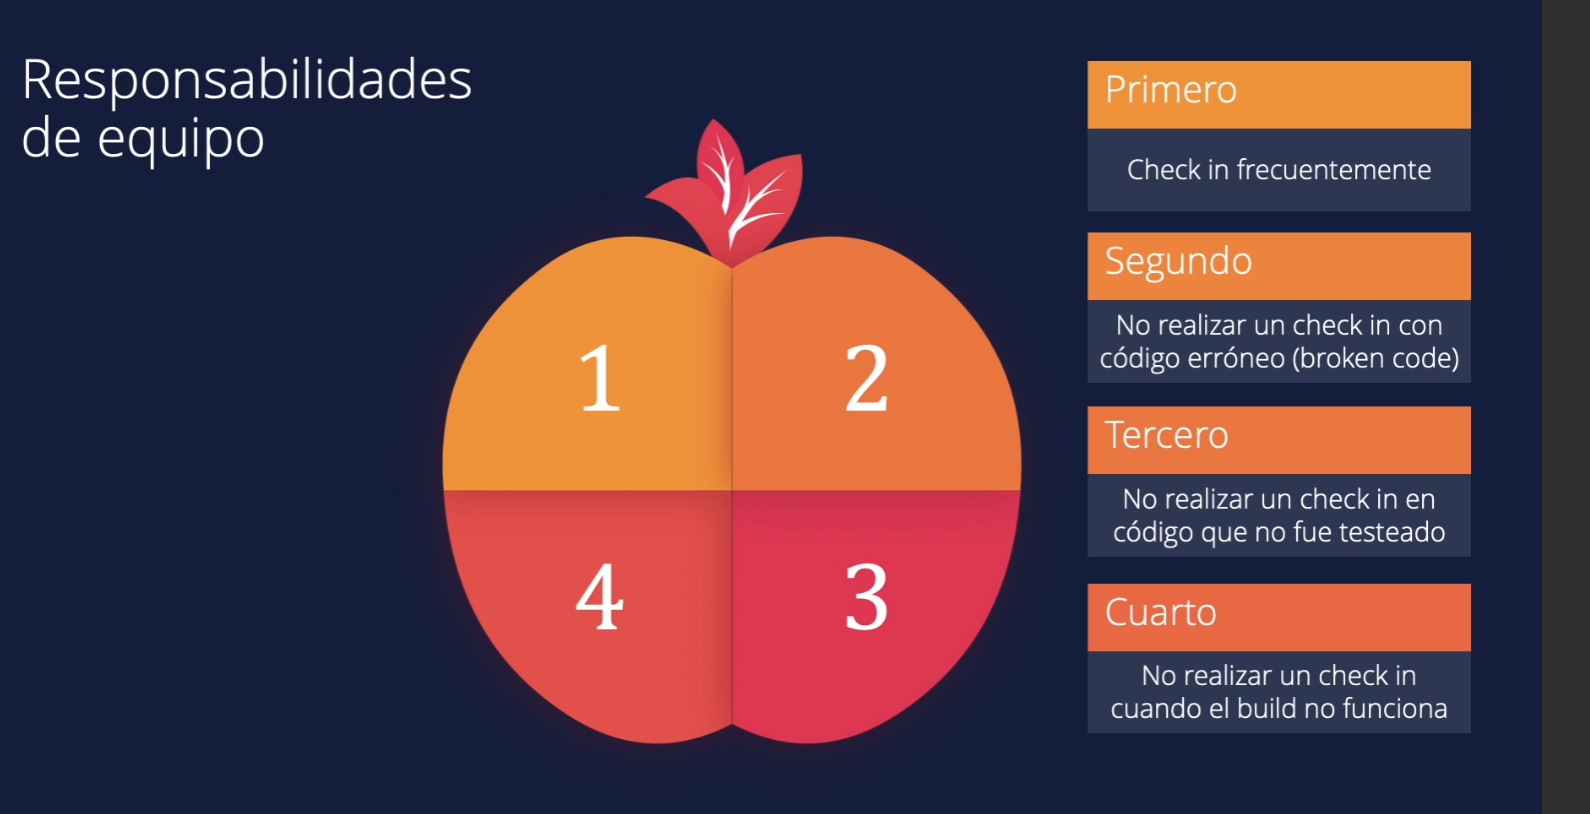 Responsabilidades
de equipo
1
2
4
3
Primero
Check in frecuentemente
Segundo
No realizar un check in con
código erróneo (broken code)
Tercero
No realizar un check in en
código que no fue testeado
Cuarto
No realizar un check in
cuando el build no funciona